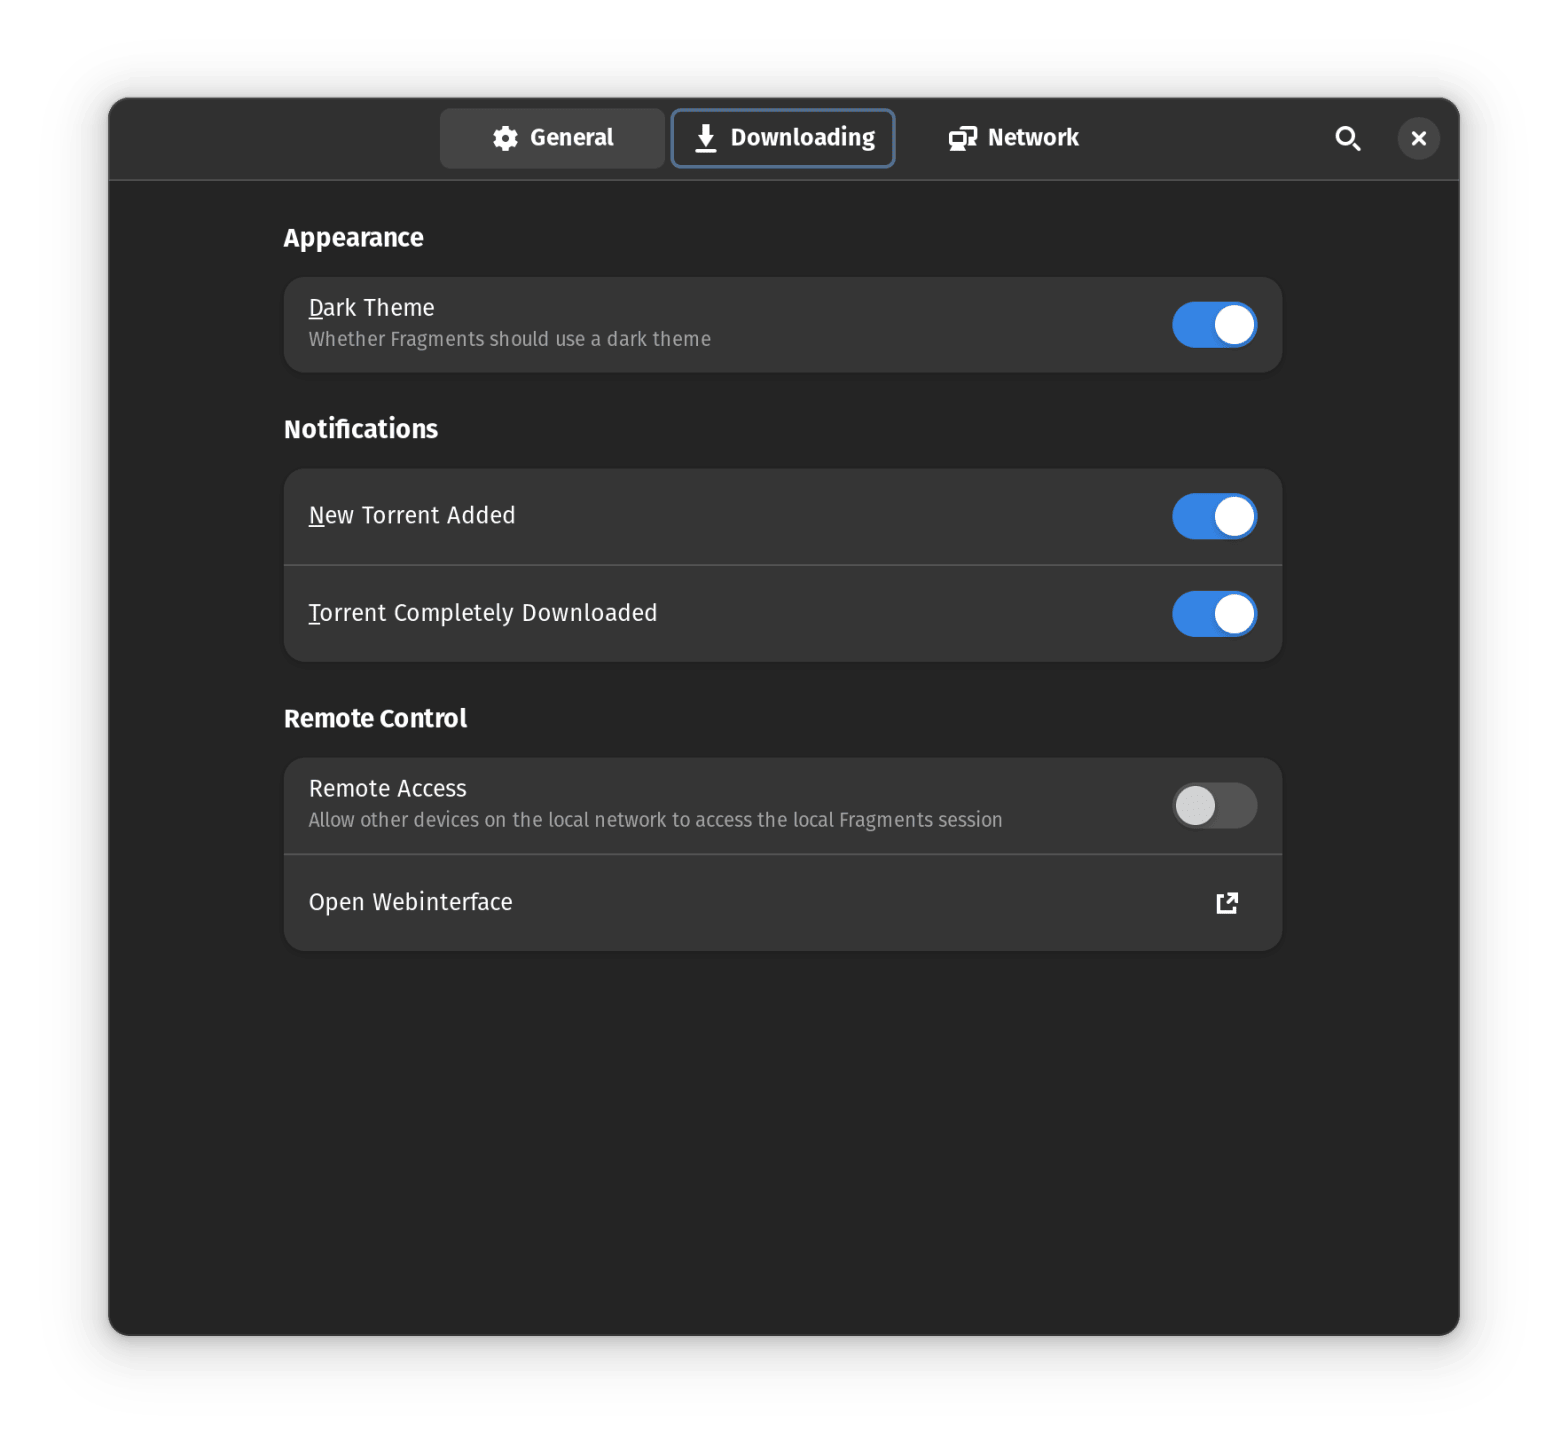 General
Downloading
Network
Appearance
Dark Theme
Whether Fragments should use a dark theme
Notifications
New Torrent Added
Torrent Completely Downloaded
Remote Control
Remote Access
Allow other devices on the local network to access the local Fragments session
Open Webinterface